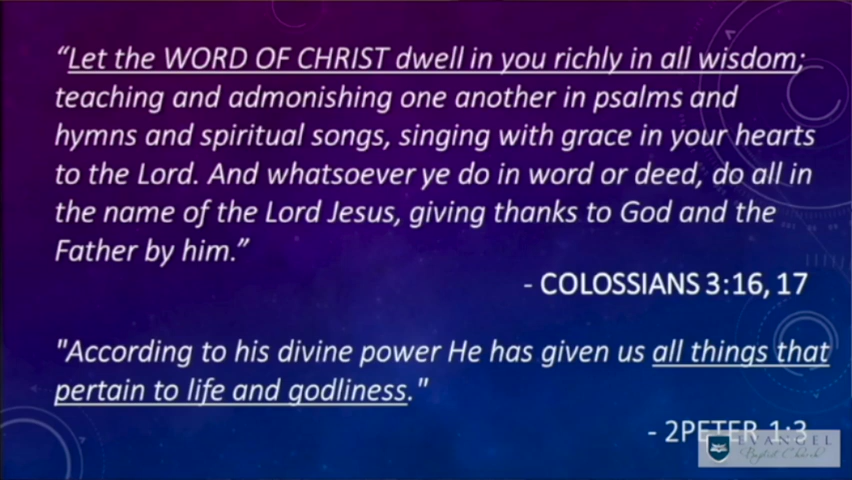 “Let the WORD OF CHRIST dwell in you richly in all wisdom;
teaching and admonishing one another in psalms and
hymns and spiritual songs, singing with grace in your hearts
to the Lord. And whatsoever ye do in word or deed, do all in
the name of the Lord Jesus, giving thanks to God and the
Father by him.”
- COLOSSIANS 3:16, 17
"According to his divine power He has given us all things that
pertain to life and godliness."
- 2PETER 1:3
EVANGEL
Baptist Church